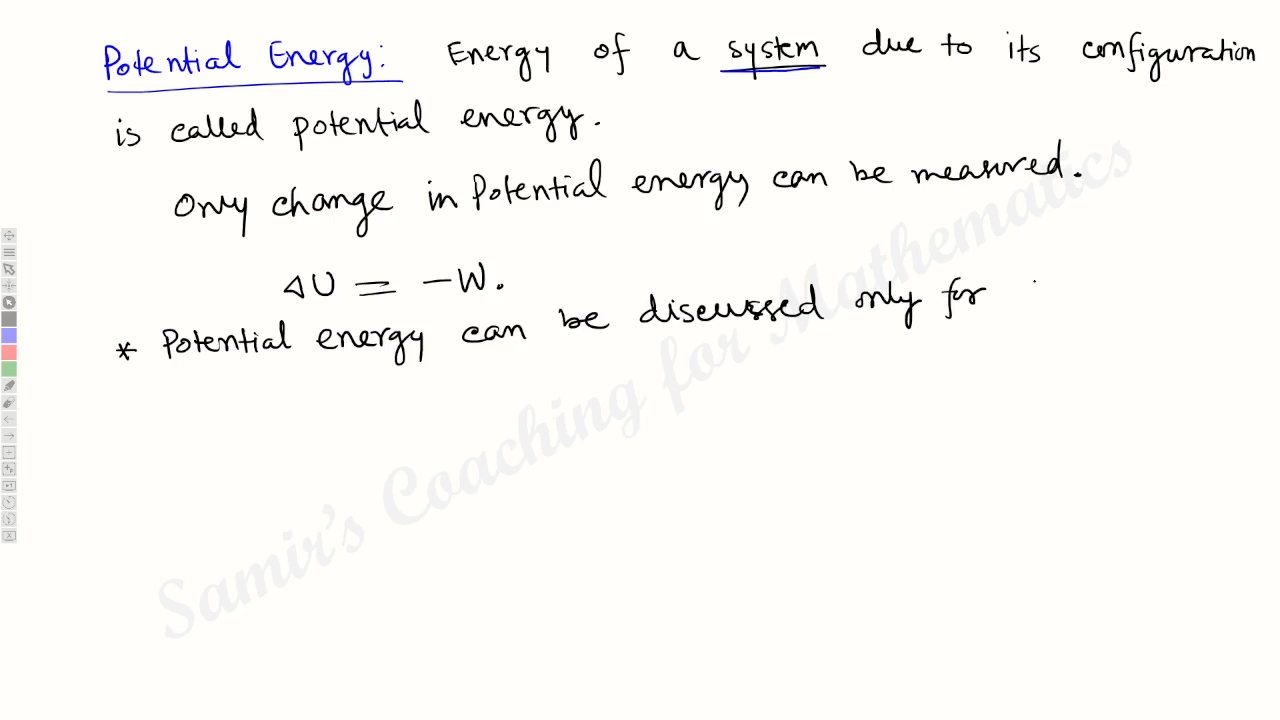 Potential Energy: Energy of a system due to its configuration
is called potential energy.
Only change in Potential energy can be measured.
ΔU = -W.
* Potential energy can be discussed only for
Samir's Coaching for Mathematics